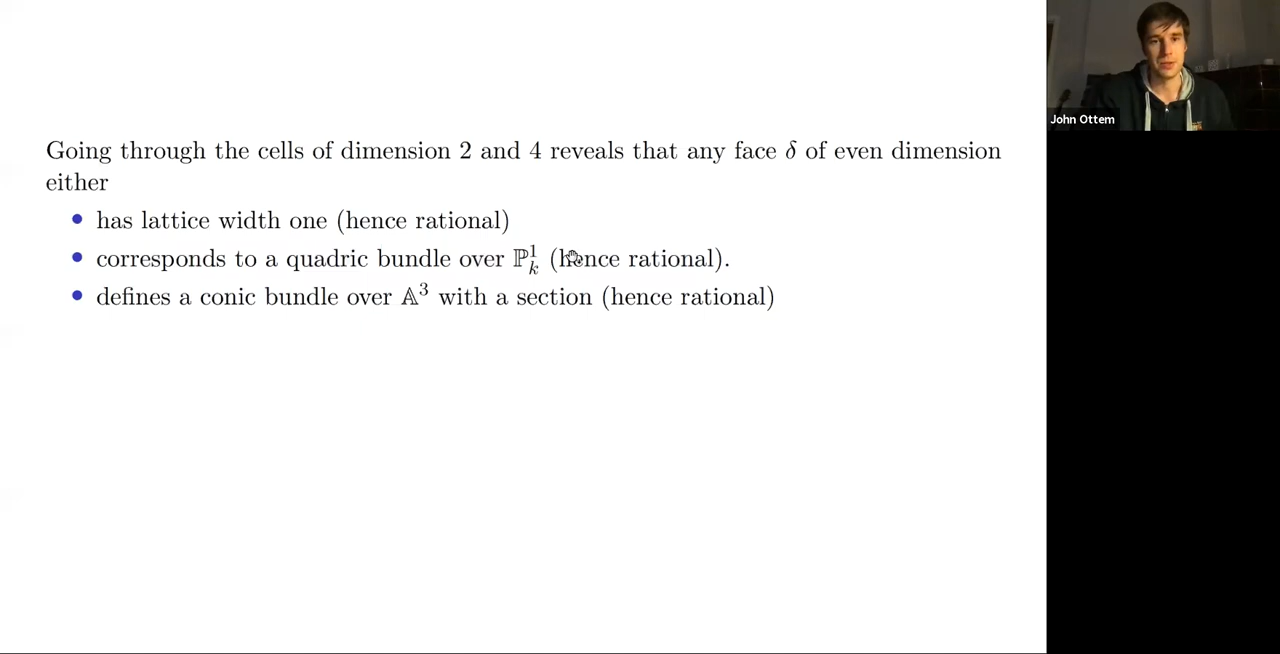 Going through the cells of dimension 2 and 4 reveals that any face δ of even dimension
either
• has lattice width one (hence rational)
• corresponds to a quadric bundle over ℙ¹ₖ (hence rational).
• defines a conic bundle over 𝔸³ with a section (hence rational)
John Ottem